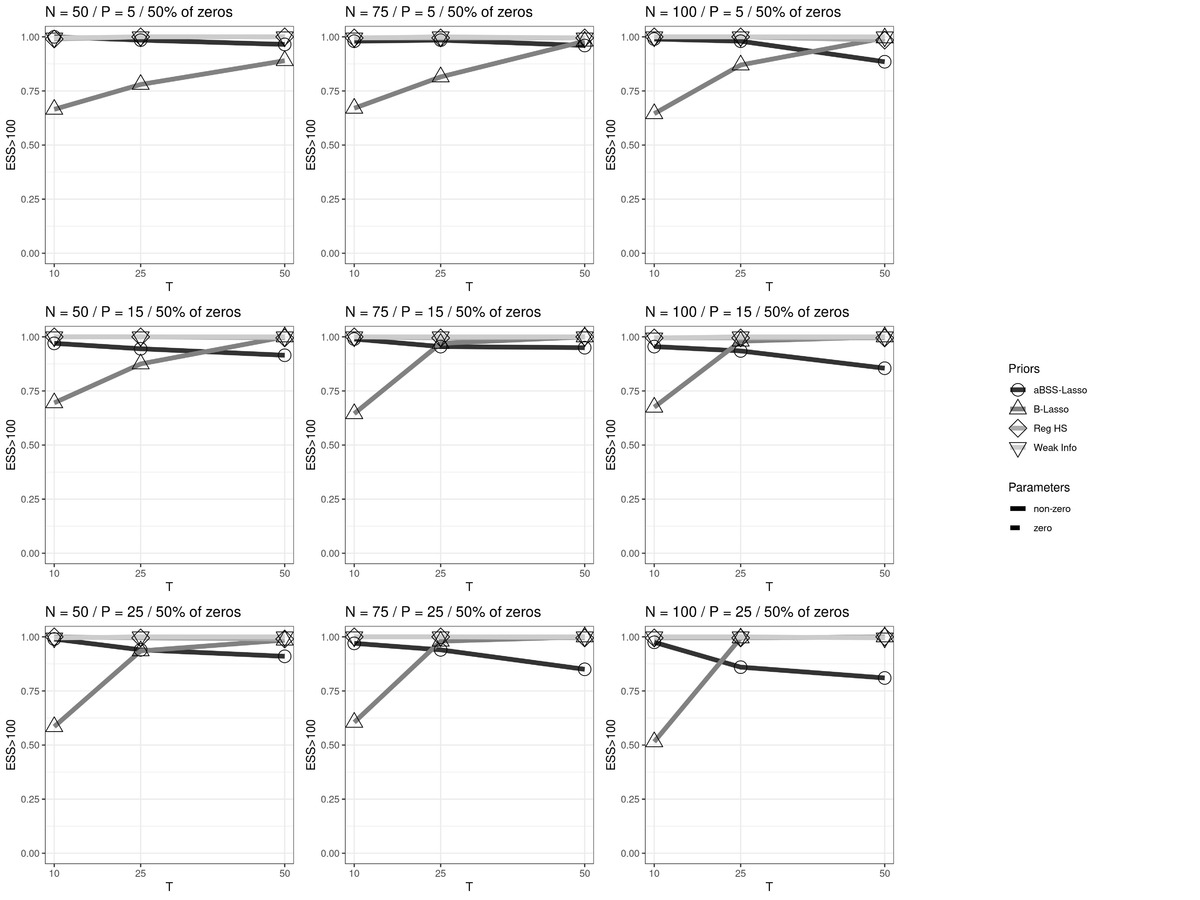 N = 50 / P = 5 / 50% of zeros
ESS>100
1.00
0.75
0.50
0.25
0.00
10 25 50
T
N = 75 / P = 5 / 50% of zeros
ESS>100
1.00
0.75
0.50
0.25
0.00
10 25 50
T
N = 100 / P = 5 / 50% of zeros
ESS>100
1.00
0.75
0.50
0.25
0.00
10 25 50
T
N = 50 / P = 15 / 50% of zeros
ESS>100
1.00
0.75
0.50
0.25
0.00
10 25 50
T
N = 75 / P = 15 / 50% of zeros
ESS>100
1.00
0.75
0.50
0.25
0.00
10 25 50
T
N = 100 / P = 15 / 50% of zeros
ESS>100
1.00
0.75
0.50
0.25
0.00
10 25 50
T
N = 50 / P = 25 / 50% of zeros
ESS>100
1.00
0.75
0.50
0.25
0.00
10 25 50
T
N = 75 / P = 25 / 50% of zeros
ESS>100
1.00
0.75
0.50
0.25
0.00
10 25 50
T
N = 100 / P = 25 / 50% of zeros
ESS>100
1.00
0.75
0.50
0.25
0.00
10 25 50
T
Priors
aBSS-Lasso
B-Lasso
Reg HS
Weak Info
Parameters
non-zero
zero